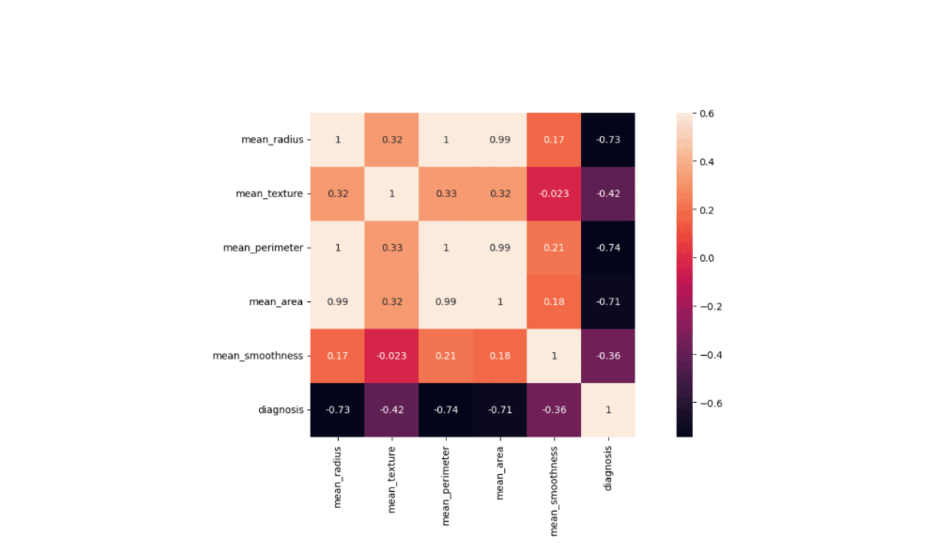 0.6
mean_radius 1 0.32 1 0.99 0.17 -0.73
0.4
mean_texture 0.32 1 0.33 0.32 -0.023 -0.42
0.2
mean_perimeter 1 0.33 1 0.99 0.21 -0.74
0.0
mean_area 0.99 0.32 0.99 1 0.18 -0.71
−0.2
mean_smoothness 0.17 -0.023 0.21 0.18 1 -0.36
−0.4
diagnosis -0.73 -0.42 -0.74 -0.71 -0.36 1
−0.6
mean_radius
mean_texture
mean_perimeter
mean_area
mean_smoothness
diagnosis